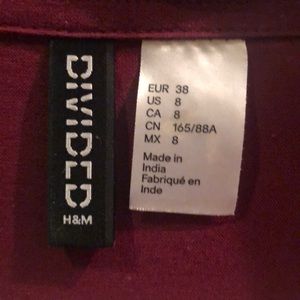 DIVIDED
H&M
EUR 38
US 8
CA 8
CN 165/88A
MX 8
Made in
India
Fabriqué en
Inde